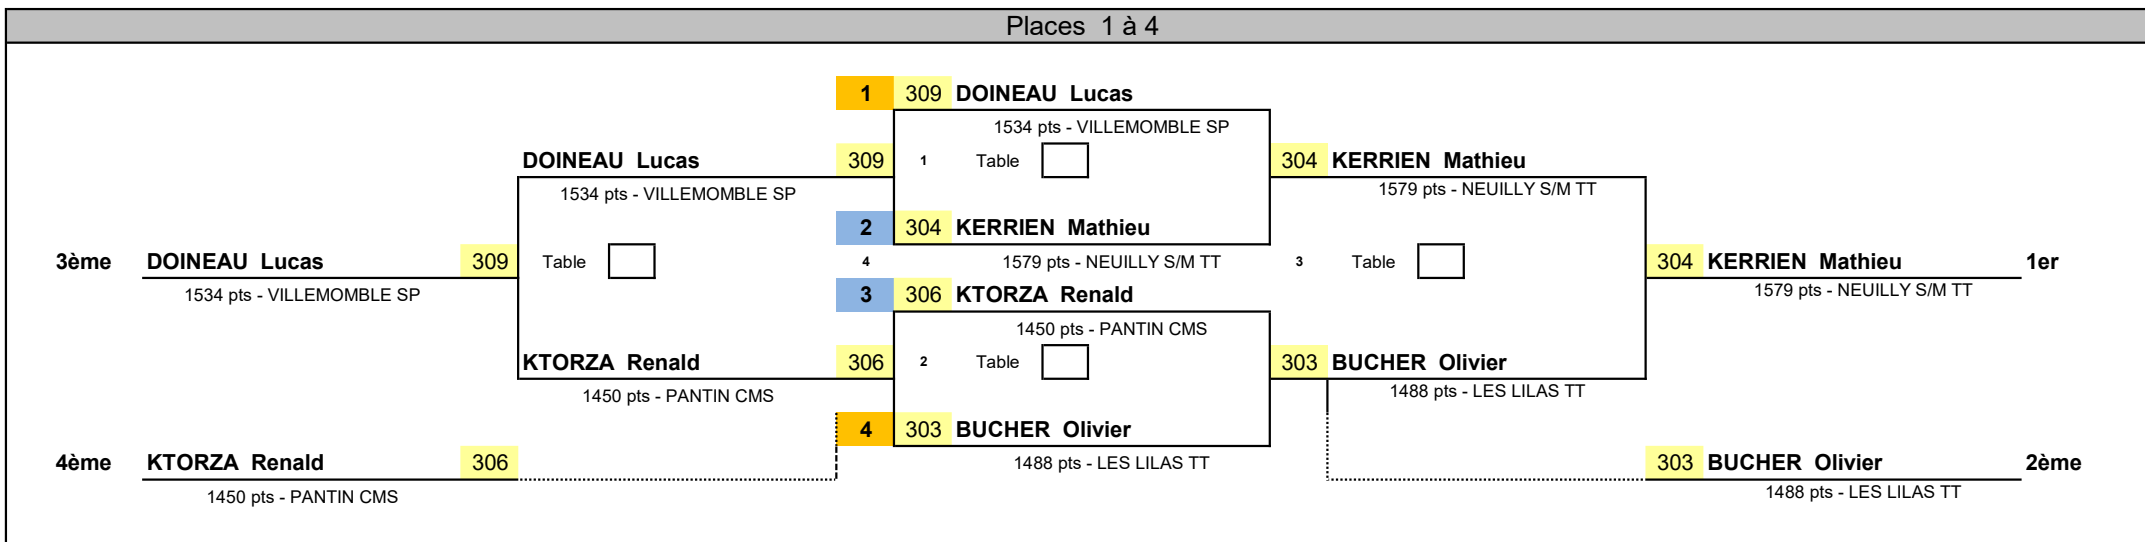 Places 1 à 4
1 309 DOINEAU Lucas
1534 pts - VILLEMOMBLE SP
DOINEAU Lucas 309 1 Table 304 KERRIEN Mathieu
1534 pts - VILLEMOMBLE SP 1579 pts - NEUILLY S/M TT
2 304 KERRIEN Mathieu
3ème DOINEAU Lucas 309 Table 4 1579 pts - NEUILLY S/M TT 3 Table 304 KERRIEN Mathieu 1er
1534 pts - VILLEMOMBLE SP 3 306 KTORZA Renald 1579 pts - NEUILLY S/M TT
1450 pts - PANTIN CMS
KTORZA Renald 306 2 Table 303 BUCHER Olivier
1450 pts - PANTIN CMS 1488 pts - LES LILAS TT
4 303 BUCHER Olivier
4ème KTORZA Renald 306 1488 pts - LES LILAS TT 303 BUCHER Olivier 2ème
1450 pts - PANTIN CMS 1488 pts - LES LILAS TT